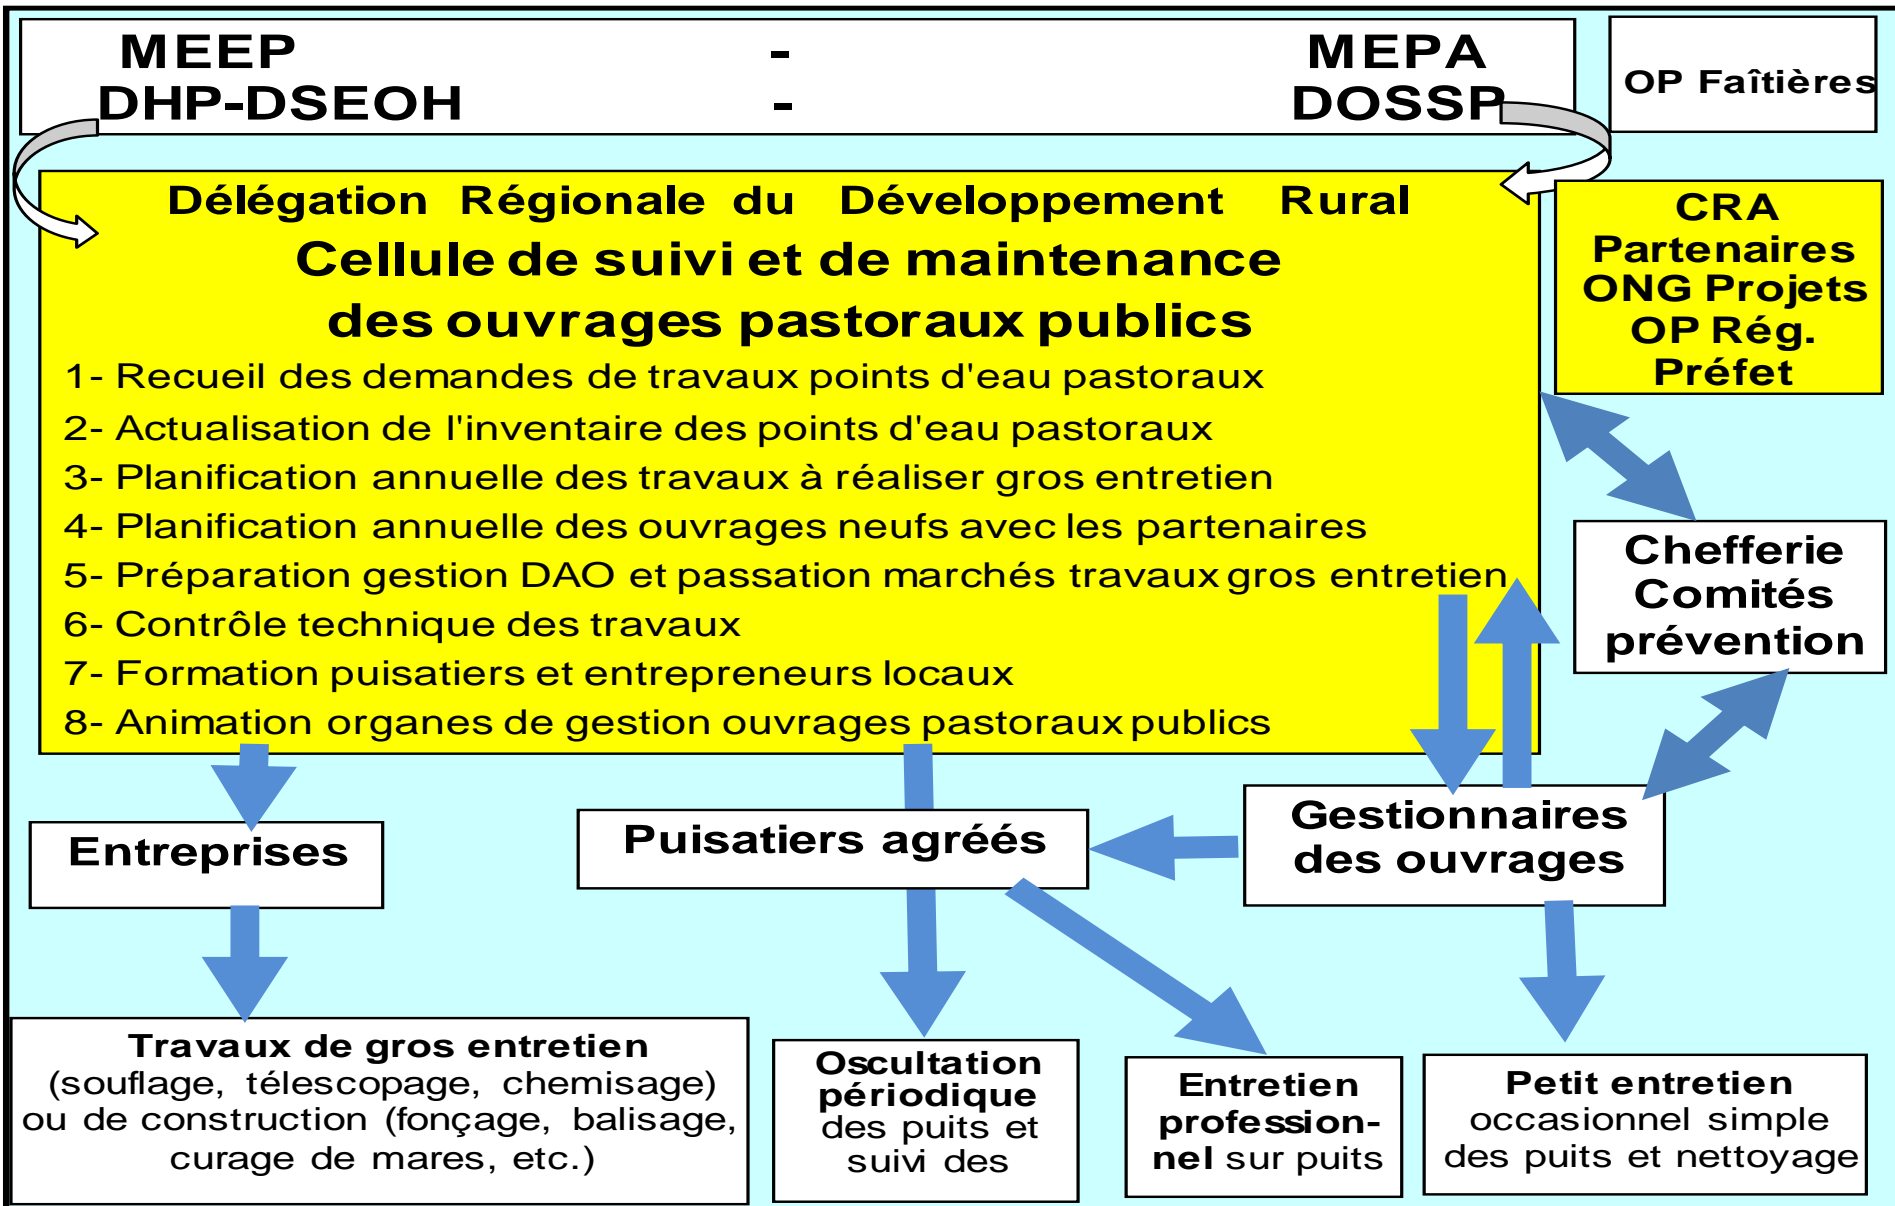 MEEP - MEPA
DHP-DSEOH - DOSSP
OP Faîtières
Délégation Régionale du Développement Rural
Cellule de suivi et de maintenance
des ouvrages pastoraux publics
1- Recueil des demandes de travaux points d'eau pastoraux
2- Actualisation de l'inventaire des points d'eau pastoraux
3- Planification annuelle des travaux à réaliser gros entretien
4- Planification annuelle des ouvrages neufs avec les partenaires
5- Préparation gestion DAO et passation marchés travaux gros entretien
6- Contrôle technique des travaux
7- Formation puisatiers et entrepreneurs locaux
8- Animation organes de gestion ouvrages pastoraux publics
CRA
Partenaires
ONG Projets
OP Rég.
Préfet
Chefferie
Comités
prévention
Entreprises
Puisatiers agréés
Gestionnaires
des ouvrages
Travaux de gros entretien
(souflage, télescopage, chemisage)
ou de construction (fonçage, balisage,
curage de mares, etc.)
Oscultation
périodique
des puits et
suivi des
Entretien
profession-
nel sur puits
Petit entretien
occasionnel simple
des puits et nettoyage